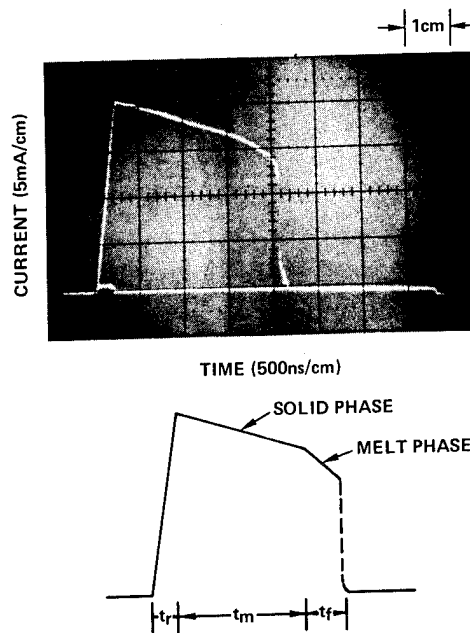 1cm
CURRENT (5mA/cm)
TIME (500ns/cm)
SOLID PHASE
MELT PHASE
tr
tm
tf